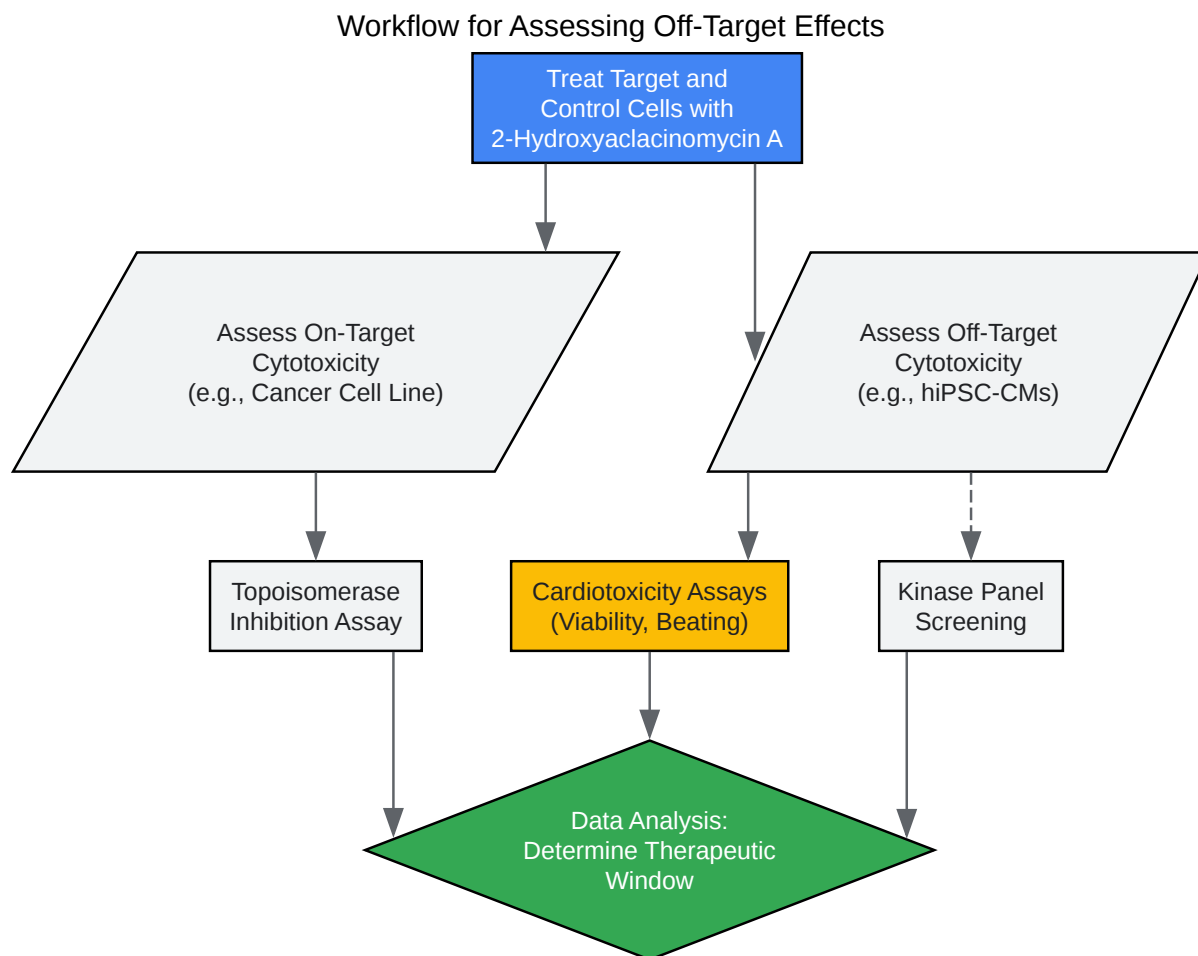 Workflow for Assessing Off-Target Effects
Treat Target and
Control Cells with
2-Hydroxyaclacinomycin A
Assess On-Target
Cytotoxicity
(e.g., Cancer Cell Line)
Assess Off-Target
Cytotoxicity
(e.g., hiPSC-CMs)
Topoisomerase
Inhibition Assay
Cardiotoxicity Assays
(Viability, Beating)
Kinase Panel
Screening
Data Analysis:
Determine Therapeutic
Window